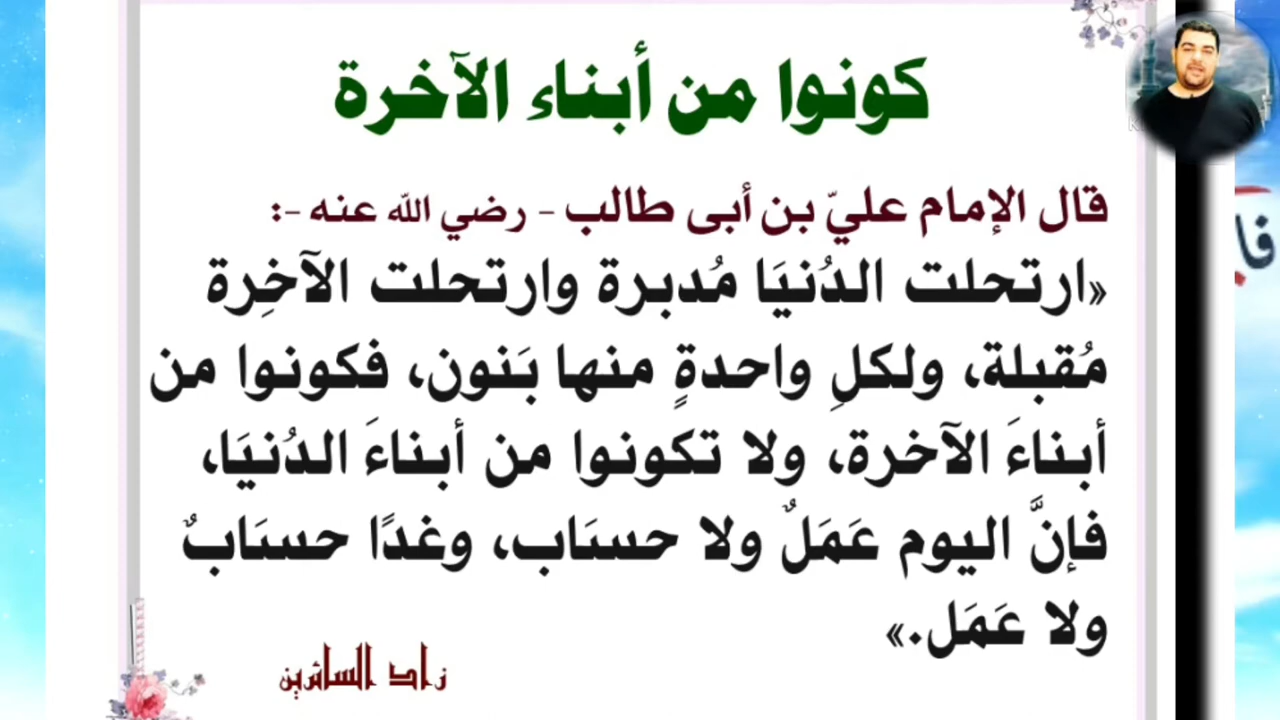 كونوا من أبناء الآخرة
قال الإمام عليّ بن أبى طالب - رضي الله عنه -:
«ارتحلت الدُنيَا مُدبرة وارتحلت الآخِرة
مُقبلة، ولكلِ واحدةٍ منها بَنون، فكونوا من
أبناءَ الآخرة، ولا تكونوا من أبناءَ الدُنيَا،
فإنَّ اليوم عَمَلٌ ولا حسَاب، وغدًا حسَابٌ
ولا عَمَل.»
زاد السائرين